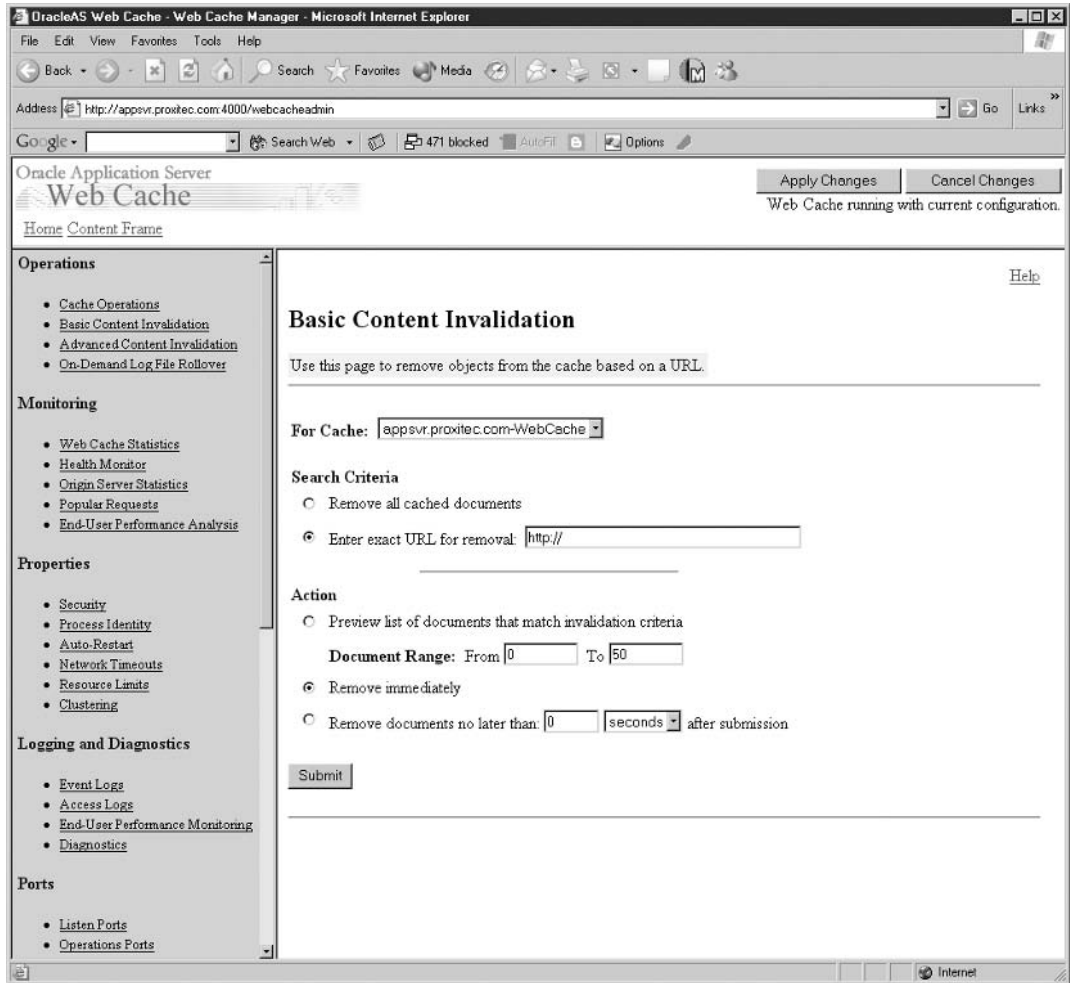 OracleAS Web Cache - Web Cache Manager - Microsoft Internet Explorer
File Edit View Favorites Tools Help
Back Search Favorites Media
Address http://appsvr.proxitec.com:4000/webcacheadmin Go Links »
Google Search Web 471 blocked AutoFill Options
Oracle Application Server
Web Cache
Apply Changes Cancel Changes
Web Cache running with current configuration.
Home Content Frame
Operations
Cache Operations
Basic Content Invalidation
Advanced Content Invalidation
On-Demand Log File Rollover
Monitoring
Web Cache Statistics
Health Monitor
Origin Server Statistics
Popular Requests
End-User Performance Analysis
Properties
Security
Process Identity
Auto-Restart
Network Timeouts
Resource Limits
Clustering
Logging and Diagnostics
Event Logs
Access Logs
End-User Performance Monitoring
Diagnostics
Ports
Listen Ports
Operations Ports
Help
Basic Content Invalidation
Use this page to remove objects from the cache based on a URL.
For Cache: appsvr.proxitec.com-WebCache
Search Criteria
Remove all cached documents
Enter exact URL for removal: http://
Action
Preview list of documents that match invalidation criteria
Document Range: From 0 To 50
Remove immediately
Remove documents no later than: 0 seconds after submission
Submit
Internet